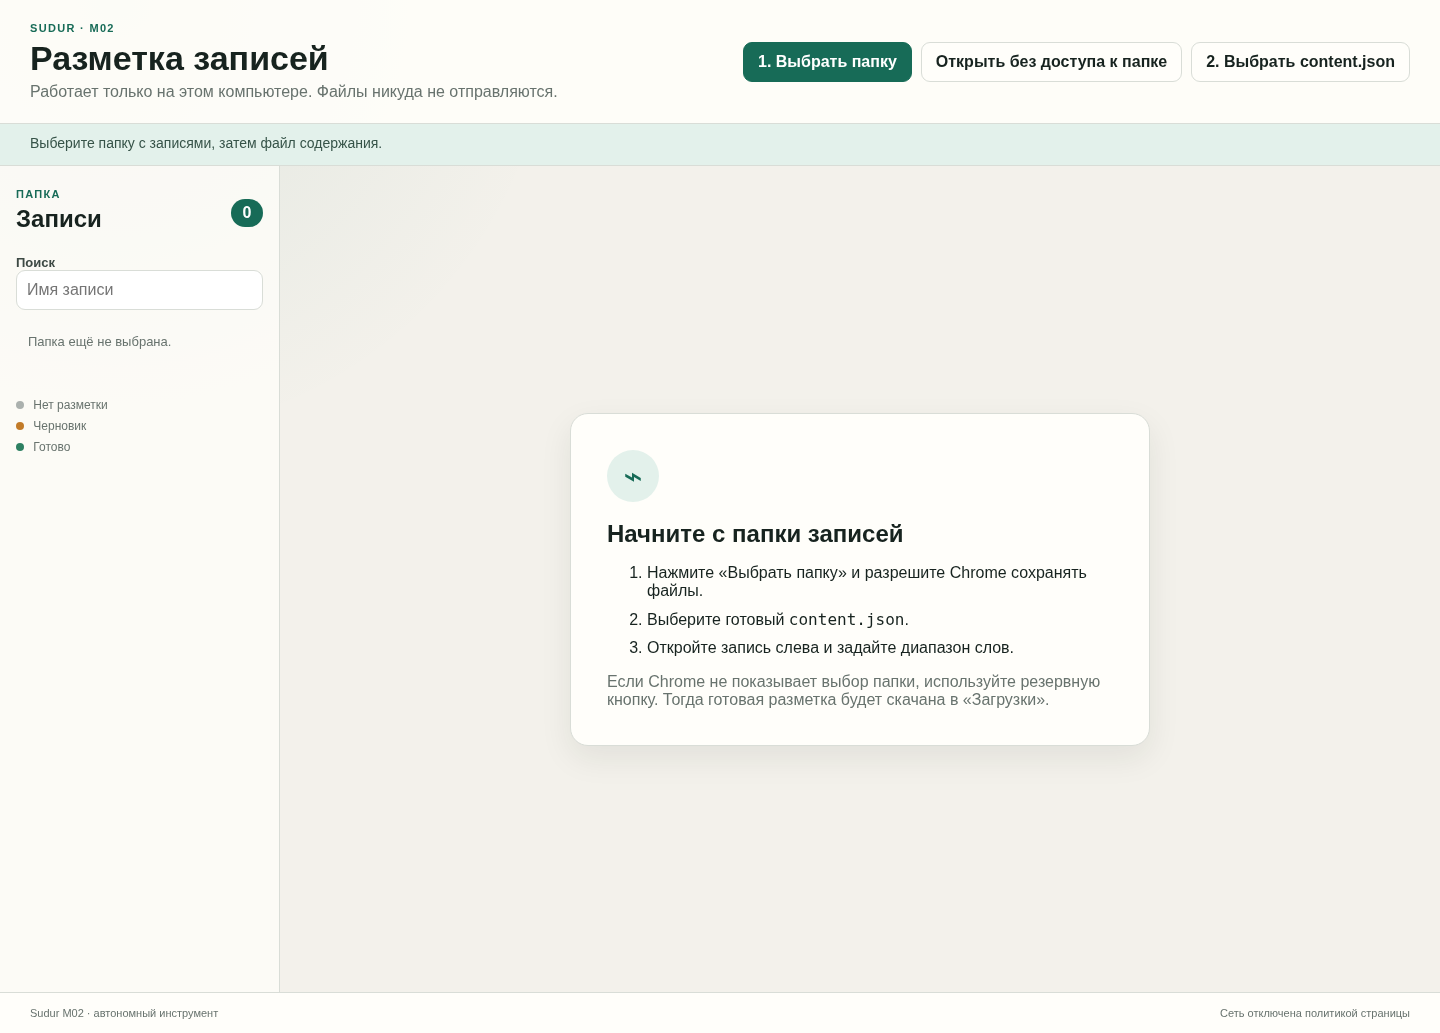 SUDUR · M02
Разметка записей
Работает только на этом компьютере. Файлы никуда не отправляются.
1. Выбрать папку
Открыть без доступа к папке
2. Выбрать content.json
Выберите папку с записями, затем файл содержания.
ПАПКА
Записи
0
Поиск
Имя записи
Папка ещё не выбрана.
Нет разметки
Черновик
Готово
Начните с папки записей
1. Нажмите «Выбрать папку» и разрешите Chrome сохранять
файлы.
2. Выберите готовый content.json.
3. Откройте запись слева и задайте диапазон слов.
Если Chrome не показывает выбор папки, используйте резервную
кнопку. Тогда готовая разметка будет скачана в «Загрузки».
Sudur M02 · автономный инструмент
Сеть отключена политикой страницы